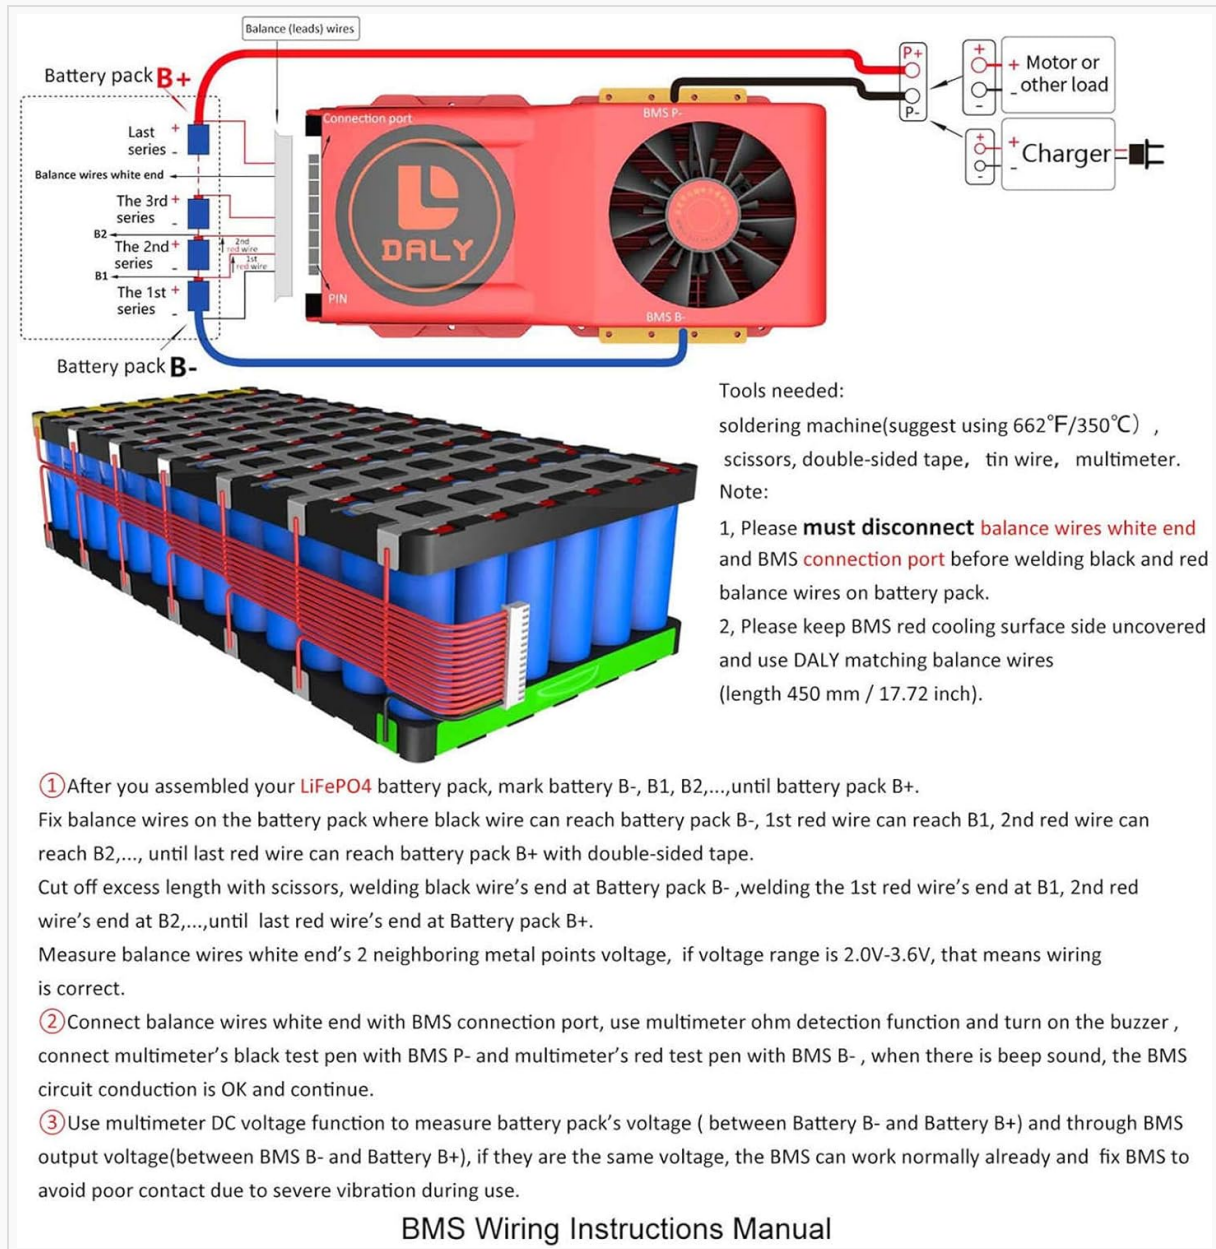 Balance (leads) wires
Battery pack B+
P+
+
+ Motor or
- other load
-
P-
BMS P-
Connection port
Last +
series -
Balance wires white end
+
+ Charger
-
-
The 3rd +
series -
B2
2nd
red wire
The 2nd +
series -
1st
red wire
B1
The 1st +
series -
DALY
PIN
BMS B-
Battery pack B-
Tools needed:
soldering machine(suggest using 662°F/350℃) ,
scissors, double-sided tape, tin wire, multimeter.
Note:
1, Please must disconnect balance wires white end
and BMS connection port before welding black and red
balance wires on battery pack.
2, Please keep BMS red cooling surface side uncovered
and use DALY matching balance wires
(length 450 mm / 17.72 inch).
①After you assembled your LiFePO4 battery pack, mark battery B-, B1, B2,...,until battery pack B+.
Fix balance wires on the battery pack where black wire can reach battery pack B-, 1st red wire can reach B1, 2nd red wire can
reach B2,..., until last red wire can reach battery pack B+ with double-sided tape.
Cut off excess length with scissors, welding black wire's end at Battery pack B- ,welding the 1st red wire's end at B1, 2nd red
wire's end at B2,...,until last red wire's end at Battery pack B+.
Measure balance wires white end's 2 neighboring metal points voltage, if voltage range is 2.0V-3.6V, that means wiring
is correct.
②Connect balance wires white end with BMS connection port, use multimeter ohm detection function and turn on the buzzer ,
connect multimeter's black test pen with BMS P- and multimeter's red test pen with BMS B- , when there is beep sound, the BMS
circuit conduction is OK and continue.
③Use multimeter DC voltage function to measure battery pack's voltage ( between Battery B- and Battery B+) and through BMS
output voltage(between BMS B- and Battery B+), if they are the same voltage, the BMS can work normally already and fix BMS to
avoid poor contact due to severe vibration during use.
BMS Wiring Instructions Manual